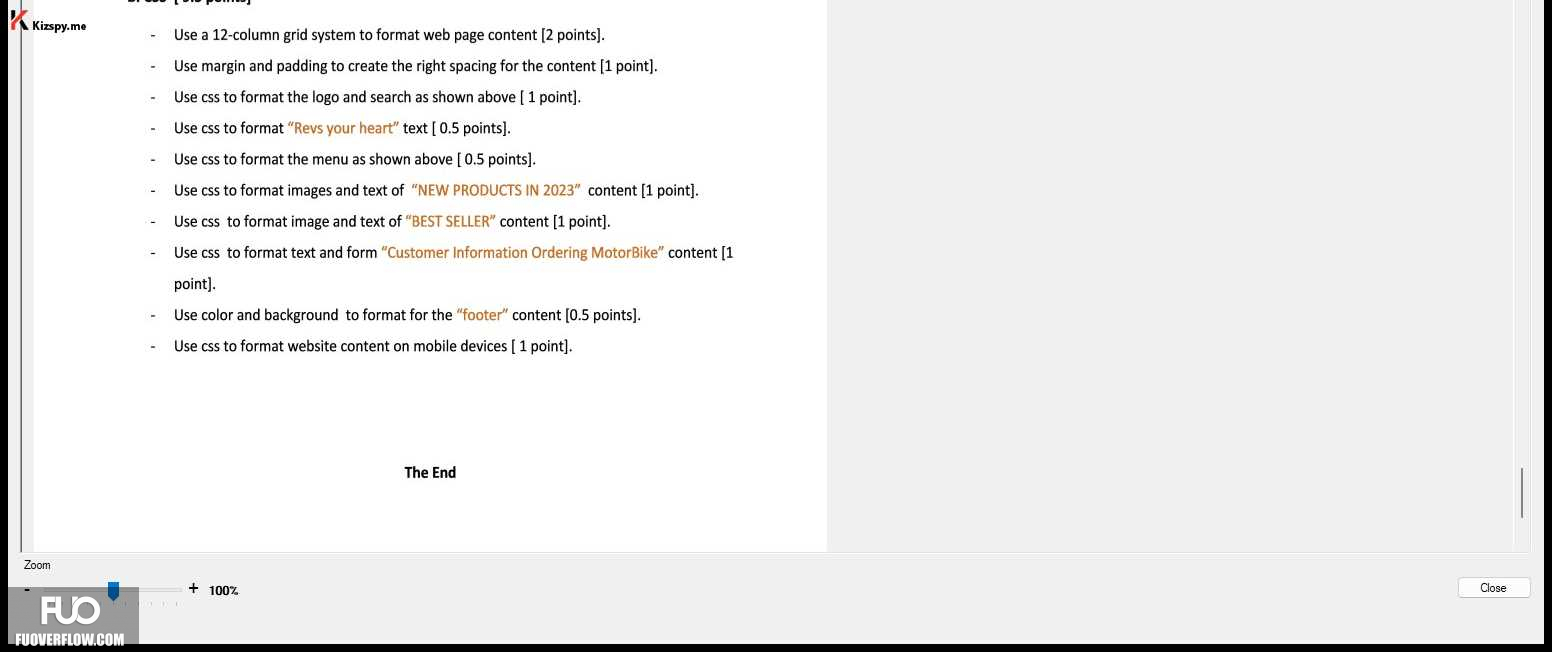 Kizspy.me
- Use a 12-column grid system to format web page content [2 points].
- Use margin and padding to create the right spacing for the content [1 point].
- Use css to format the logo and search as shown above [ 1 point].
- Use css to format “Revs your heart” text [ 0.5 points].
- Use css to format the menu as shown above [ 0.5 points].
- Use css to format images and text of “NEW PRODUCTS IN 2023” content [1 point].
- Use css to format image and text of “BEST SELLER” content [1 point].
- Use css to format text and form “Customer Information Ordering MotorBike” content [1
point].
- Use color and background to format for the “footer” content [0.5 points].
- Use css to format website content on mobile devices [ 1 point].
The End
Zoom
- + 100%
Close
FUO
FUOVERFLOW.COM